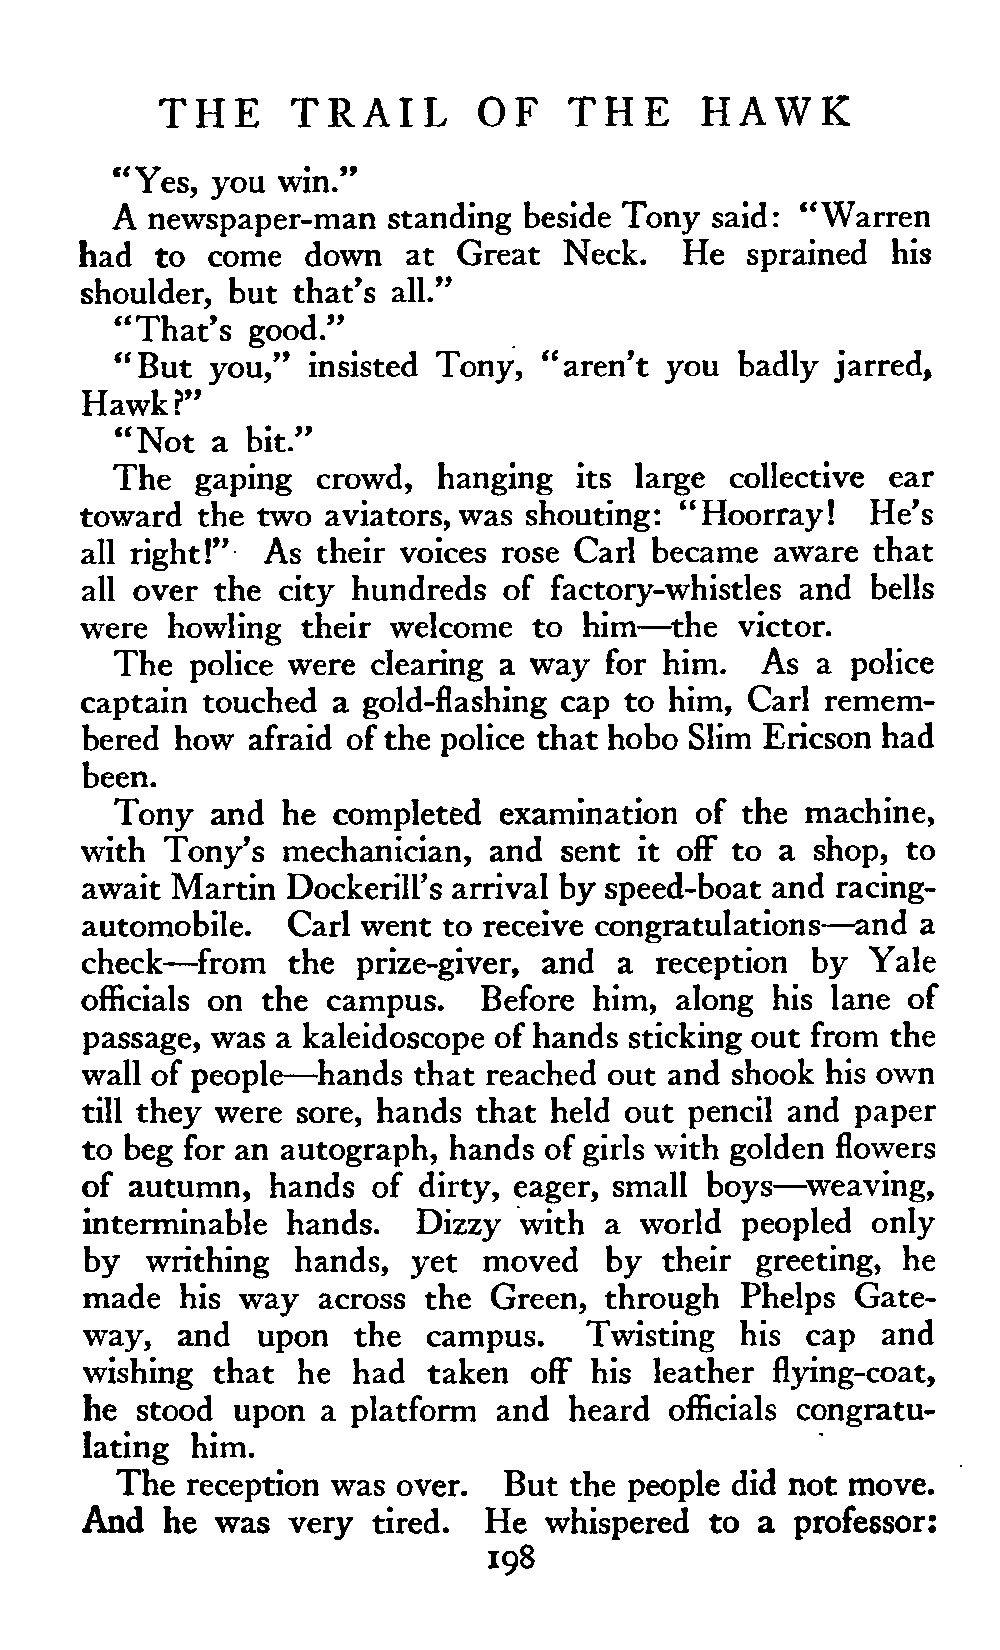 THE TRAIL OF THE HAWK
"Yes, you win."
A newspaper-man standing beside Tony said: "Warren
had to come down at Great Neck. He sprained his
shoulder, but that's all."
"That's good."
"But you," insisted Tony, "aren't you badly jarred,
Hawk?"
"Not a bit."
The gaping crowd, hanging its large collective ear
toward the two aviators, was shouting: "Hoorray! He's
all right!" As their voices rose Carl became aware that
all over the city hundreds of factory-whistles and bells
were howling their welcome to him—the victor.
The police were clearing a way for him. As a police
captain touched a gold-flashing cap to him, Carl remem-
bered how afraid of the police that hobo Slim Ericson had
been.
Tony and he completed examination of the machine,
with Tony's mechanician, and sent it off to a shop, to
await Martin Dockerill's arrival by speed-boat and racing-
automobile. Carl went to receive congratulations—and a
check—from the prize-giver, and a reception by Yale
officials on the campus. Before him, along his lane of
passage, was a kaleidoscope of hands sticking out from the
wall of people—hands that reached out and shook his own
till they were sore, hands that held out pencil and paper
to beg for an autograph, hands of girls with golden flowers
of autumn, hands of dirty, eager, small boys—weaving,
interminable hands. Dizzy with a world peopled only
by writhing hands, yet moved by their greeting, he
made his way across the Green, through Phelps Gate-
way, and upon the campus. Twisting his cap and
wishing that he had taken off his leather flying-coat,
he stood upon a platform and heard officials congratu-
lating him.
The reception was over. But the people did not move.
And he was very tired. He whispered to a professor:
198